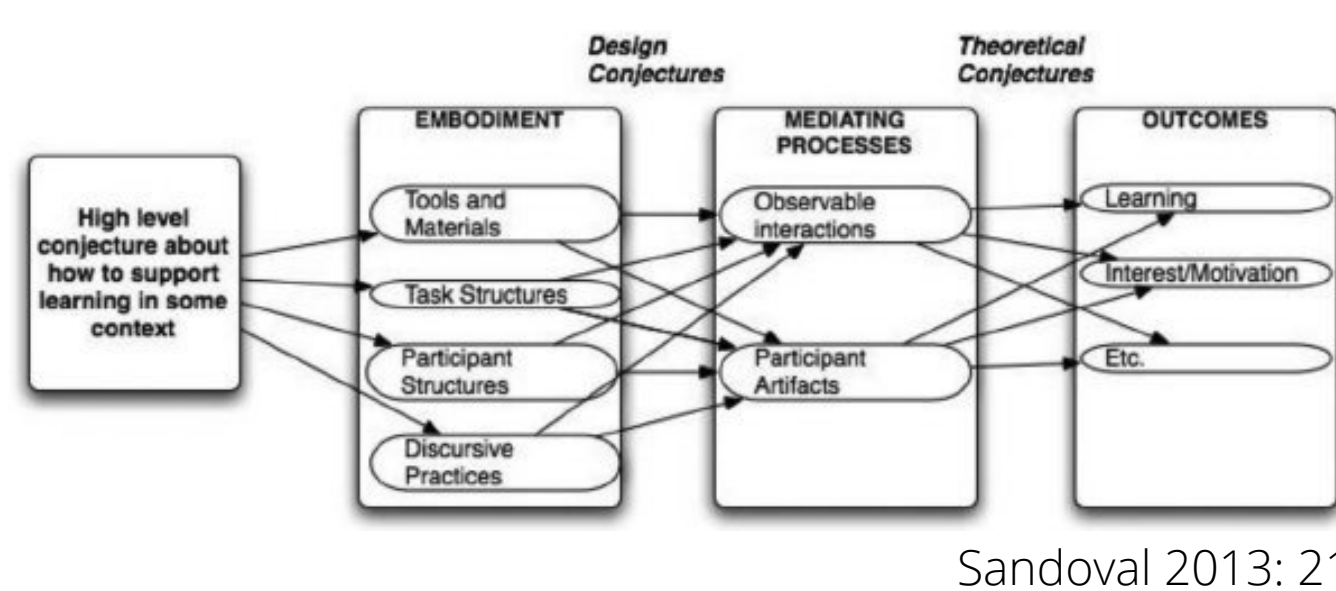 Design
Conjectures
Theoretical
Conjectures
High level
conjecture about
how to support
learning in some
context
EMBODIMENT
Tools and
Materials
Task Structures
Participant
Structures
Discursive
Practices
MEDIATING
PROCESSES
Observable
interactions
Participant
Artifacts
OUTCOMES
Learning
Interest/Motivation
Etc.
Sandoval 2013: 21